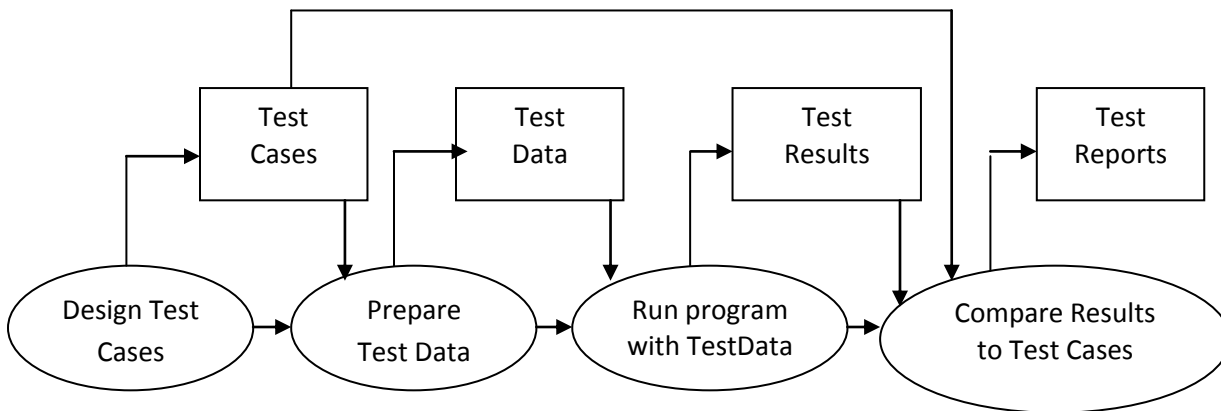 Test
Cases
Test
Data
Test
Results
Test
Reports
Design Test
Cases
Prepare
Test Data
Run program
with TestData
Compare Results
to Test Cases